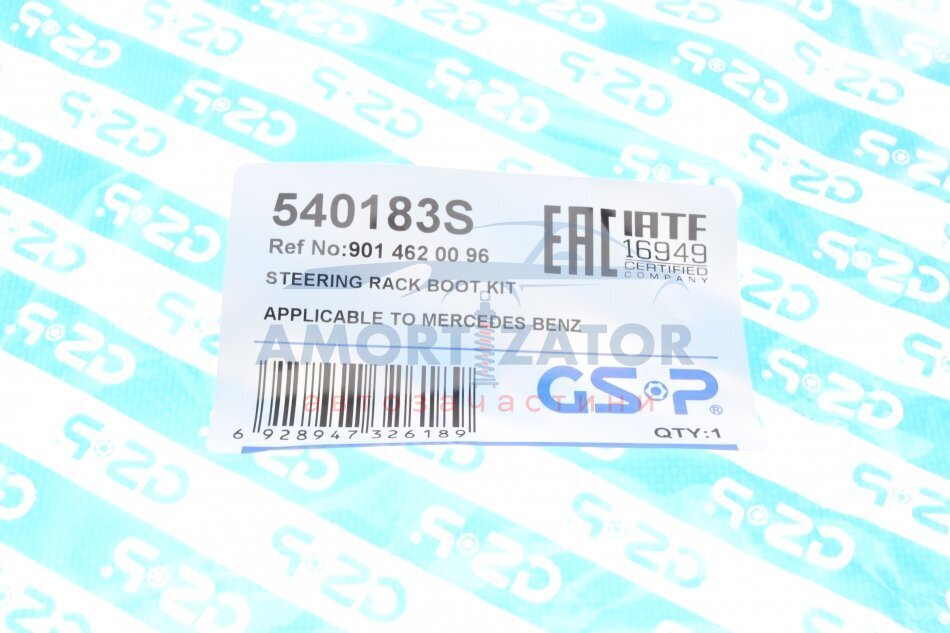 540183S
Ref No:901 462 00 96
STEERING RACK BOOT KIT
APPLICABLE TO MERCEDES BENZ
EAC
IATF
16949
CERTIFIED
COMPANY
AMORTIZATOR
автозапчастини
6 928947 326189
GSP®
QTY:1